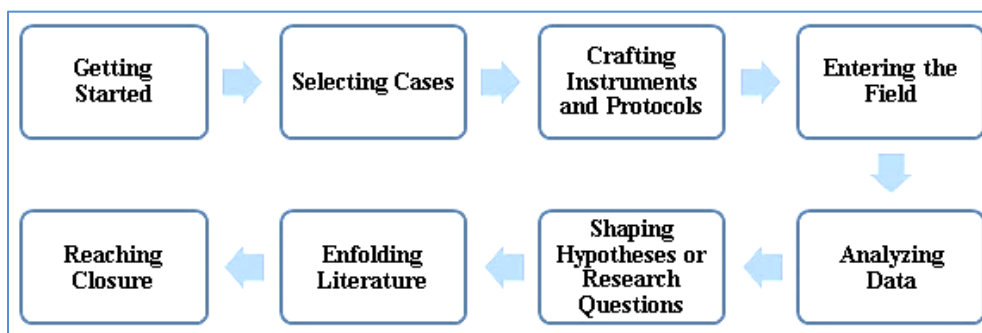 Getting
Started
Selecting Cases
Crafting
Instruments
and Protocols
Entering the
Field
Analyzing
Data
Shaping
Hypotheses or
Research
Questions
Enfolding
Literature
Reaching
Closure